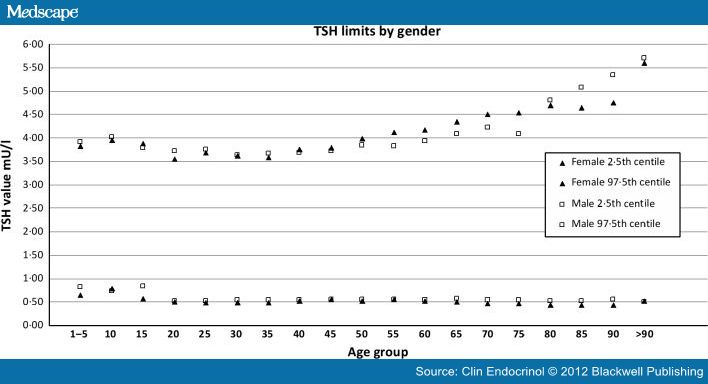 Medscape®
TSH limits by gender
TSH value mU/l
6·00
5·50
5·00
4·50
4·00
3·50
3·00
2·50
2·00
1·50
1·00
0·50
0·00
Female 2·5th centile
Female 97·5th centile
Male 2·5th centile
Male 97·5th centile
1–5 10 15 20 25 30 35 40 45 50 55 60 65 70 75 80 85 90 >90
Age group
Source: Clin Endocrinol © 2012 Blackwell Publishing